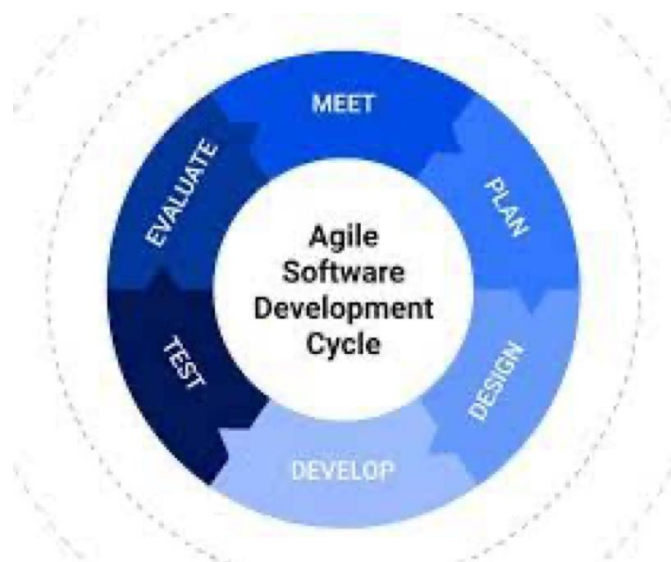 MEET
PLAN
DESIGN
DEVELOP
TEST
EVALUATE
Agile
Software
Development
Cycle